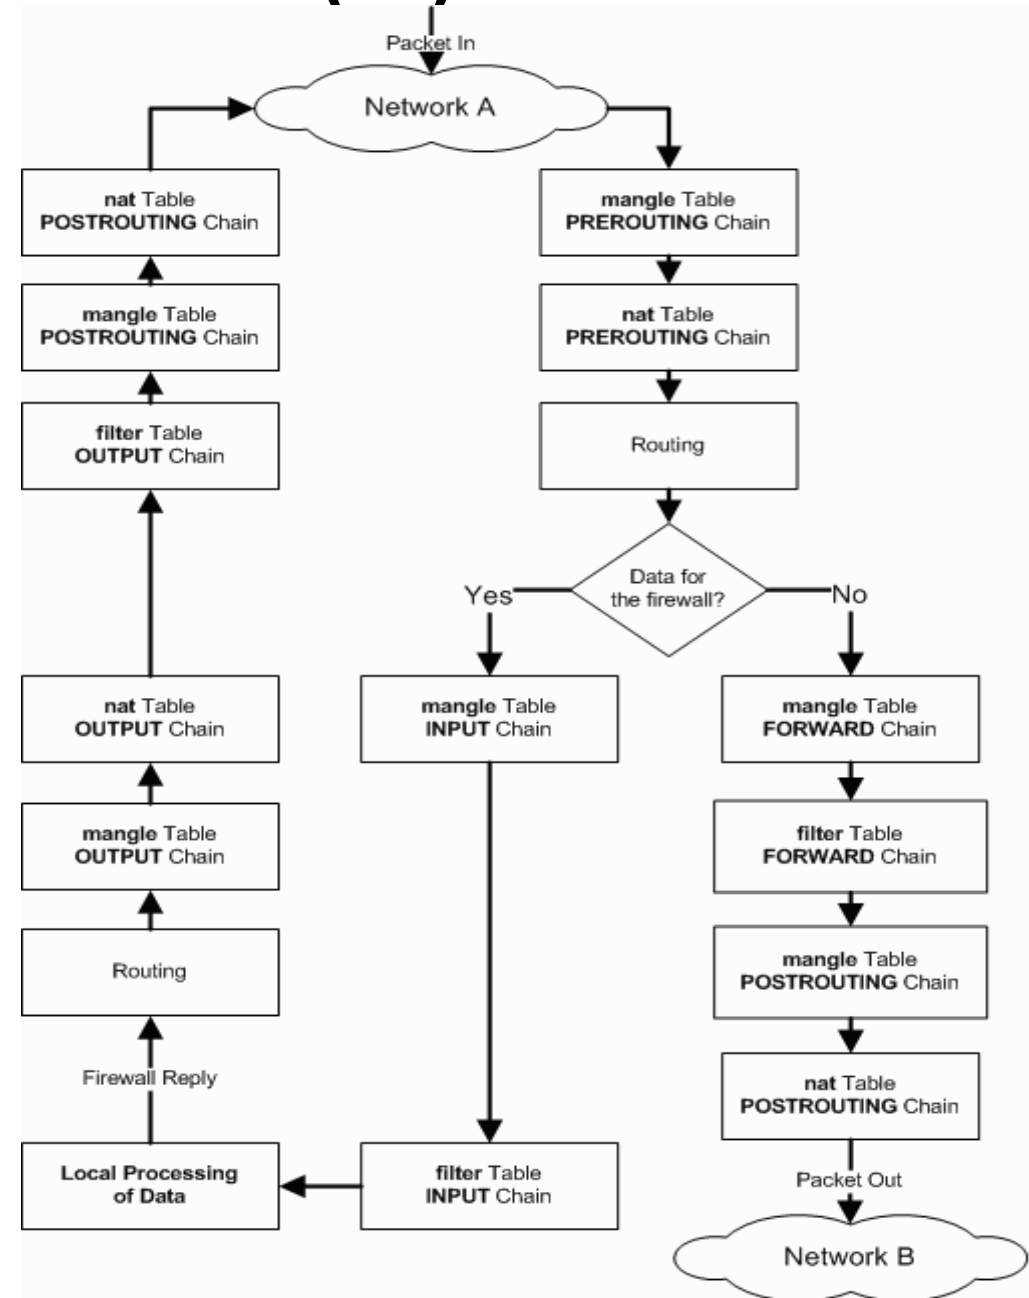 Packet In
Network A
nat Table
POSTROUTING Chain
mangle Table
PREROUTING Chain
mangle Table
POSTROUTING Chain
nat Table
PREROUTING Chain
filter Table
OUTPUT Chain
Routing
Data for
the firewall?
Yes
No
nat Table
OUTPUT Chain
mangle Table
INPUT Chain
mangle Table
FORWARD Chain
mangle Table
OUTPUT Chain
filter Table
FORWARD Chain
Routing
mangle Table
POSTROUTING Chain
Firewall Reply
nat Table
POSTROUTING Chain
Local Processing
of Data
filter Table
INPUT Chain
Packet Out
Network B